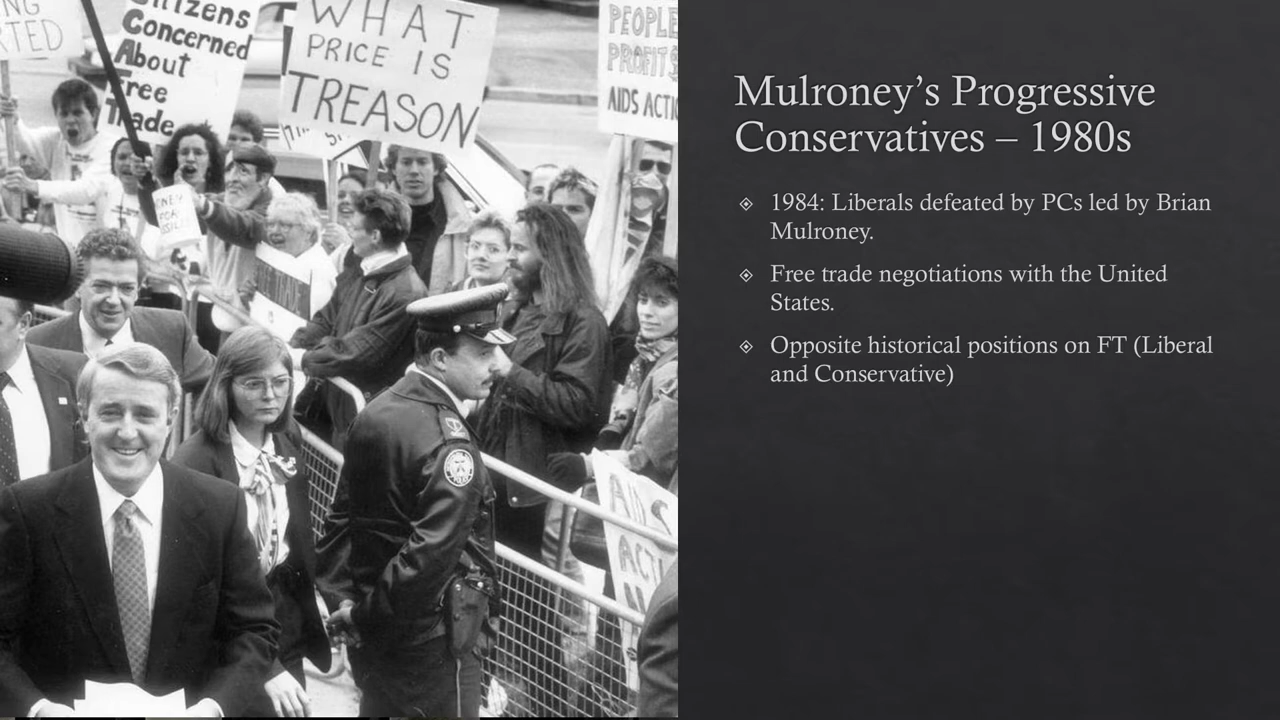 Citizens
Concerned
About
Free
Trade
WHAT
PRICE IS
TREASON
PEOPLE
PROFIT$
AIDS ACTI
Mulroney’s Progressive
Conservatives – 1980s
1984: Liberals defeated by PCs led by Brian
Mulroney.
Free trade negotiations with the United
States.
Opposite historical positions on FT (Liberal
and Conservative)